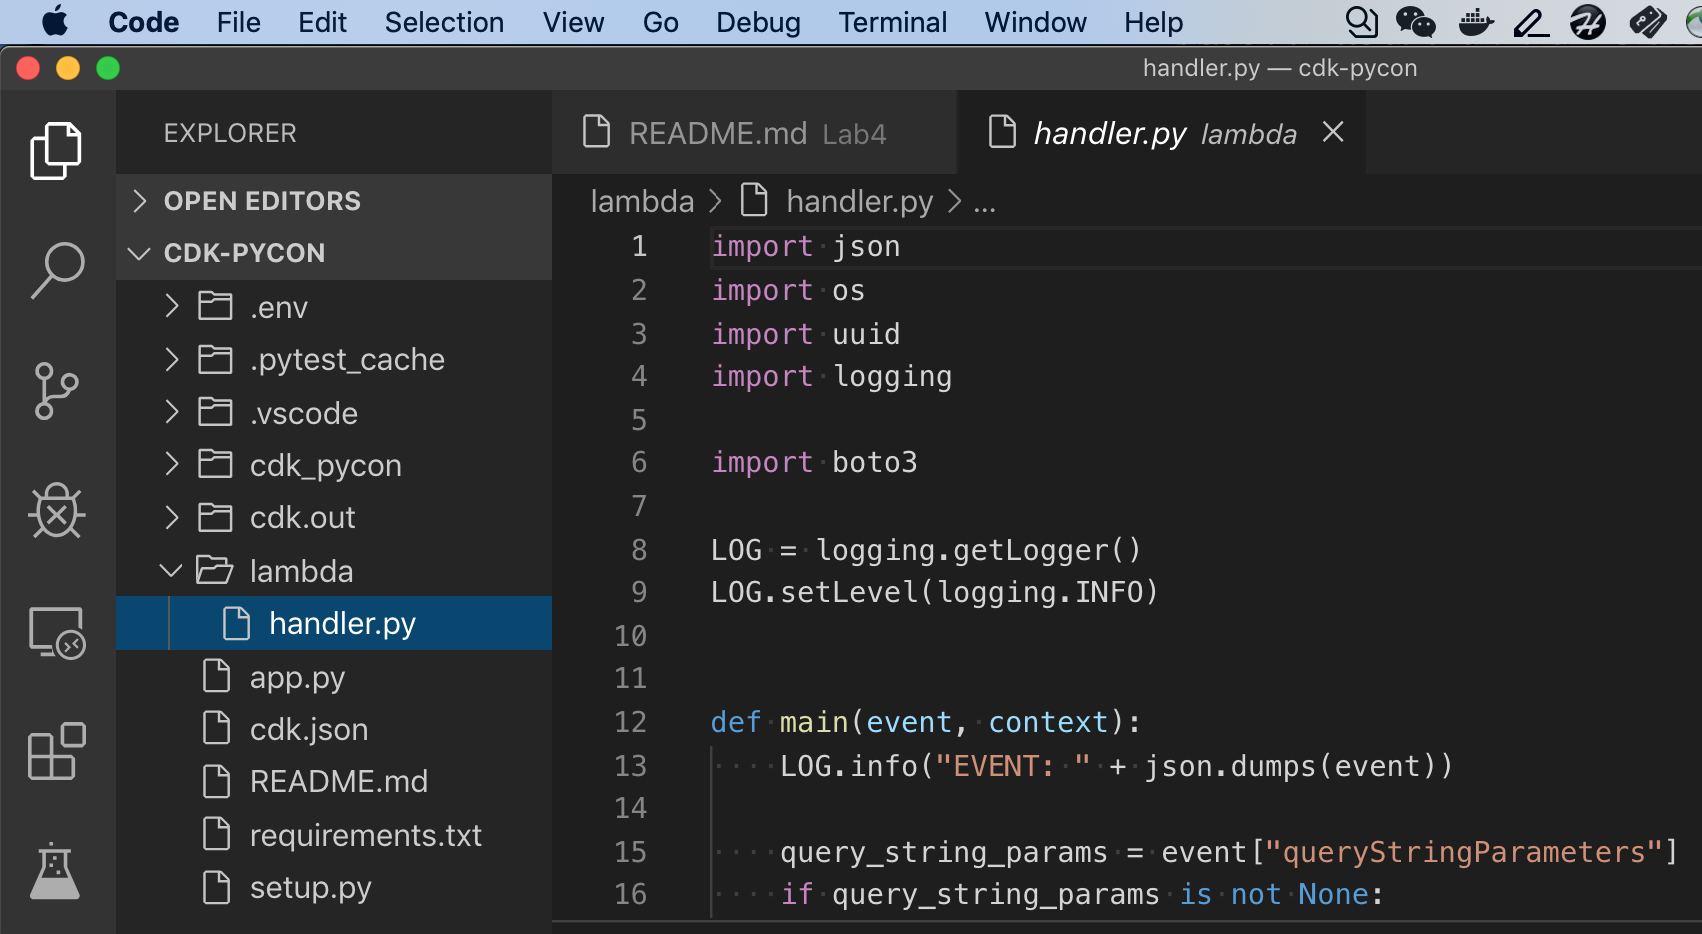 Code File Edit Selection View Go Debug Terminal Window Help
handler.py — cdk-pycon
EXPLORER
OPEN EDITORS
CDK-PYCON
.env
.pytest_cache
.vscode
cdk_pycon
cdk.out
lambda
handler.py
app.py
cdk.json
README.md
requirements.txt
setup.py
README.md Lab4
handler.py lambda
lambda > handler.py > ...
1 import json
2 import os
3 import uuid
4 import logging
5
6 import boto3
7
8 LOG = logging.getLogger()
9 LOG.setLevel(logging.INFO)
10
11
12 def main(event, context):
13 LOG.info("EVENT: " + json.dumps(event))
14
15 query_string_params = event["queryStringParameters"]
16 if query_string_params is not None: